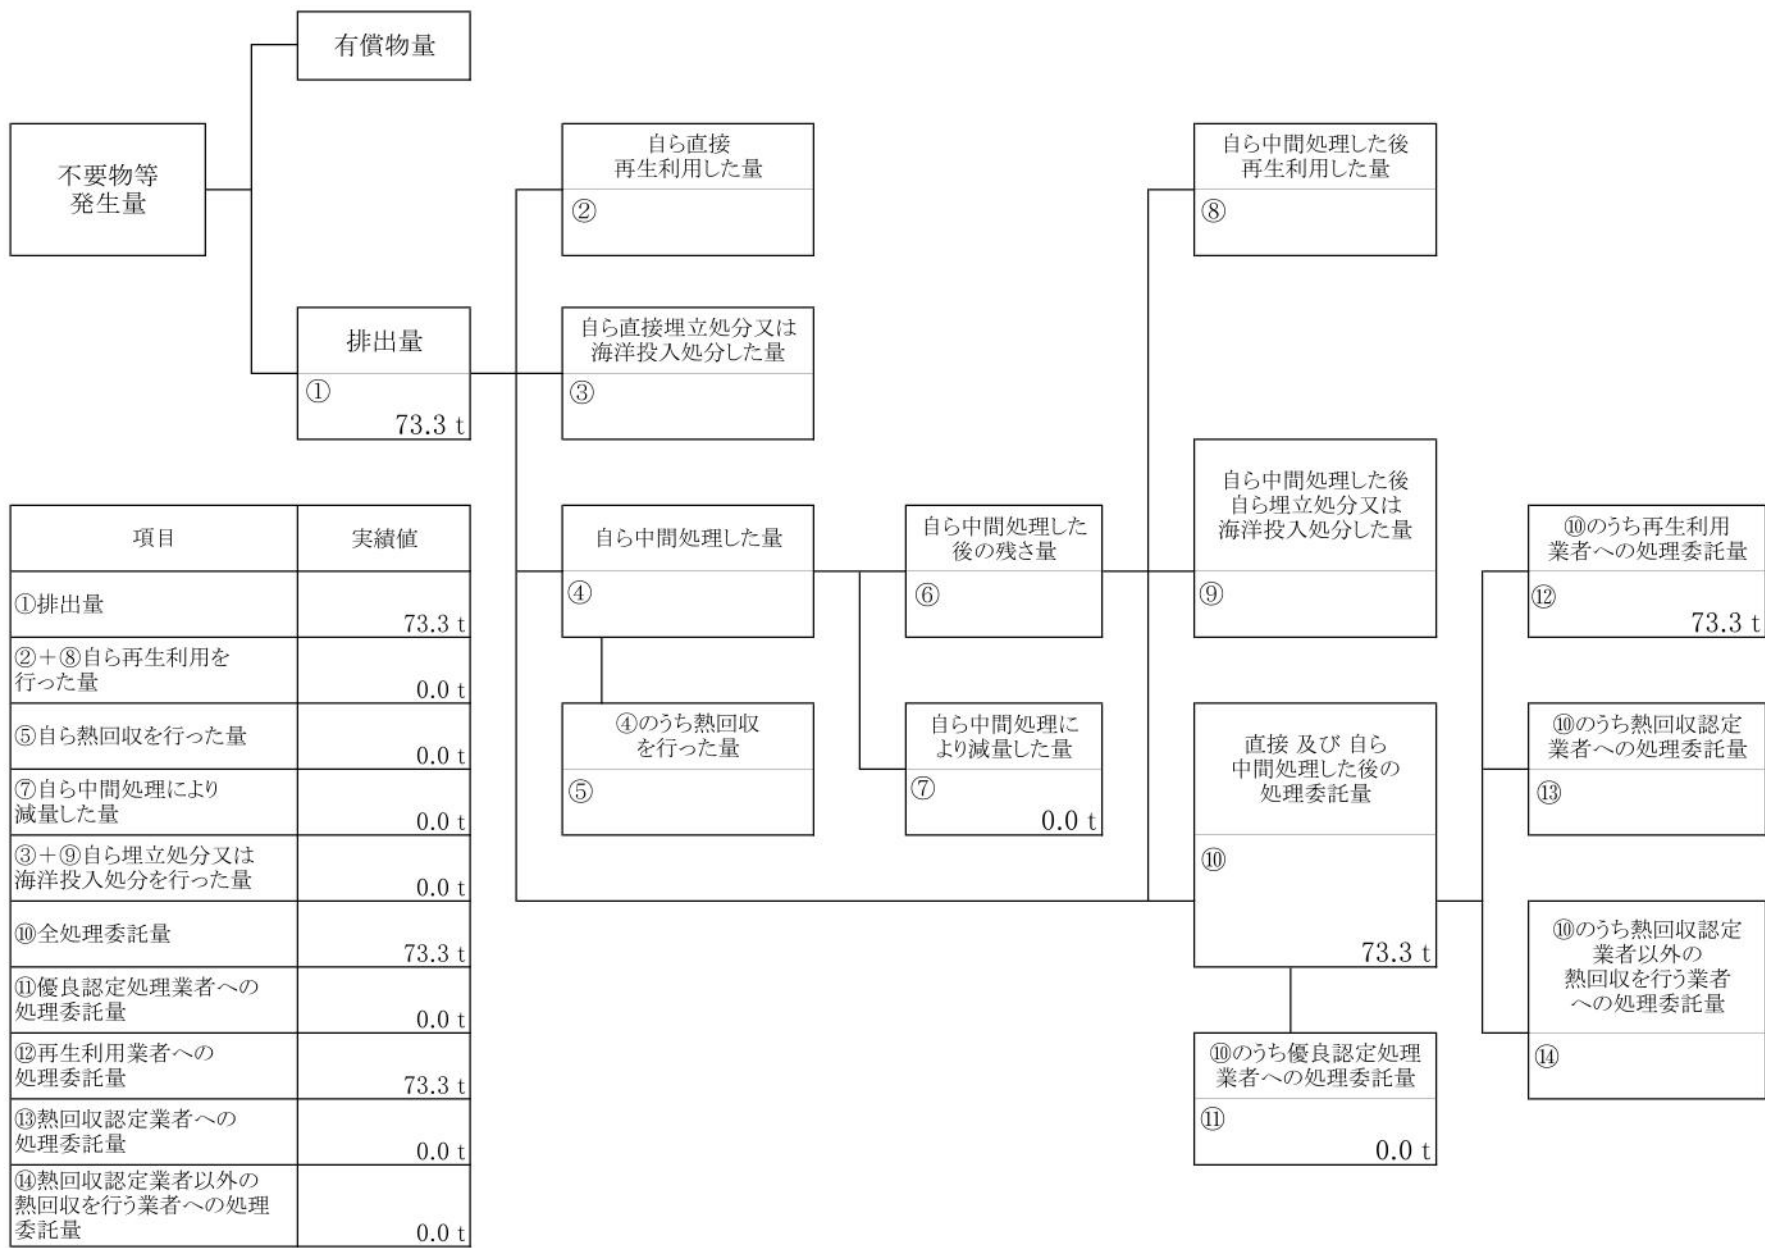 有償物量
不要物等
発生量
自ら直接
再生利用した量
②
自ら中間処理した後
再生利用した量
⑧
排出量
①
73.3 t
自ら直接埋立処分又は
海洋投入処分した量
③
自ら中間処理した量
④
自ら中間処理した
後の残さ量
⑥
自ら中間処理した後
自ら埋立処分又は
海洋投入処分した量
⑨
⑩のうち再生利用
業者への処理委託量
⑫
73.3 t
④のうち熱回収
を行った量
⑤
自ら中間処理に
より減量した量
⑦
0.0 t
直接 及び 自ら
中間処理した後の
処理委託量
⑩
73.3 t
⑩のうち熱回収認定
業者への処理委託量
⑬
⑩のうち熱回収認定
業者以外の
熱回収を行う業者
への処理委託量
⑭
⑩のうち優良認定処理
業者への処理委託量
⑪
0.0 t
項目 実績値
①排出量
73.3 t
②＋⑧自ら再生利用を
行った量
0.0 t
⑤自ら熱回収を行った量
0.0 t
⑦自ら中間処理により
減量した量
0.0 t
③＋⑨自ら埋立処分又は
海洋投入処分を行った量
0.0 t
⑩全処理委託量
73.3 t
⑪優良認定処理業者への
処理委託量
0.0 t
⑫再生利用業者への
処理委託量
73.3 t
⑬熱回収認定業者への
処理委託量
0.0 t
⑭熱回収認定業者以外の
熱回収を行う業者への処理
委託量
0.0 t